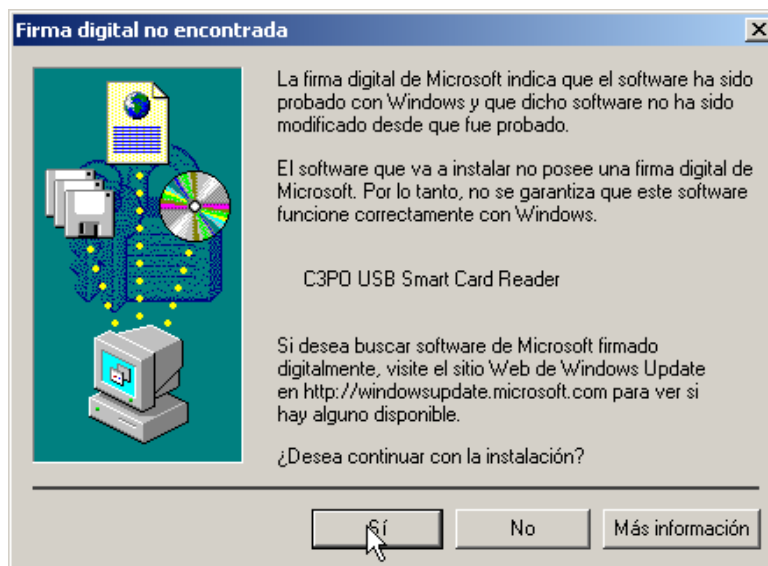 Firma digital no encontrada
La firma digital de Microsoft indica que el software ha sido
probado con Windows y que dicho software no ha sido
modificado desde que fue probado.
El software que va a instalar no posee una firma digital de
Microsoft. Por lo tanto, no se garantiza que este software
funcione correctamente con Windows.
C3PO USB Smart Card Reader
Si desea buscar software de Microsoft firmado
digitalmente, visite el sitio Web de Windows Update
en http://windowsupdate.microsoft.com para ver si
hay alguno disponible.
¿Desea continuar con la instalación?
Sí No Más información